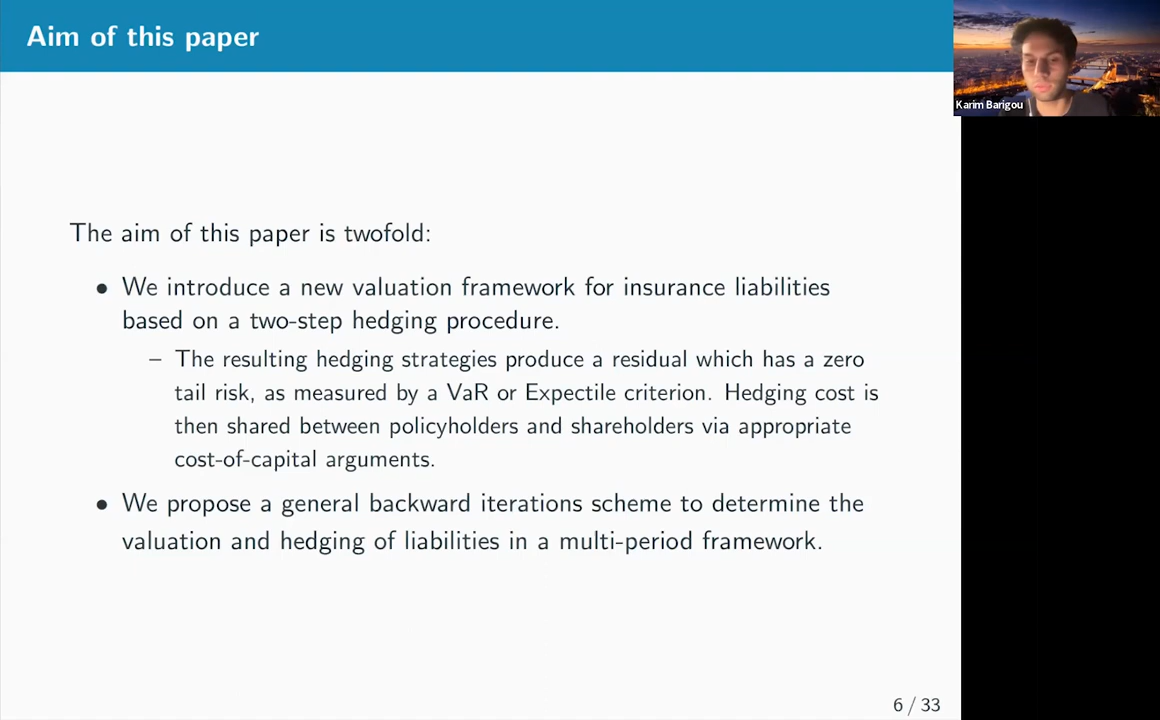 Aim of this paper
Karim Barigou
The aim of this paper is twofold:
• We introduce a new valuation framework for insurance liabilities
based on a two-step hedging procedure.
– The resulting hedging strategies produce a residual which has a zero
tail risk, as measured by a VaR or Expectile criterion. Hedging cost is
then shared between policyholders and shareholders via appropriate
cost-of-capital arguments.
• We propose a general backward iterations scheme to determine the
valuation and hedging of liabilities in a multi-period framework.
6 / 33